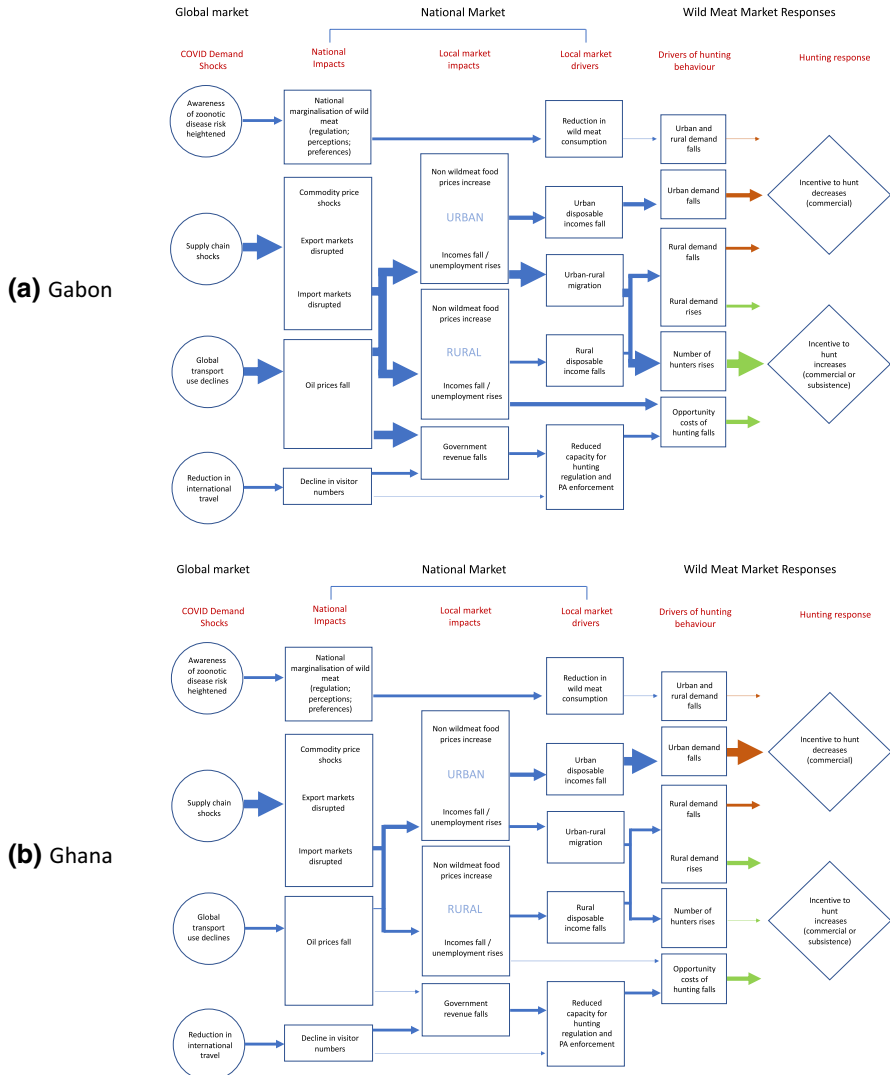 Global market
National Market
Wild Meat Market Responses
COVID Demand
Shocks
National
Impacts
Local market
impacts
Local market
drivers
Drivers of hunting
behaviour
Hunting response
Awareness
of zoonotic
disease risk
heightened
National
marginalisation of wild
meat
(regulation;
perceptions;
preferences)
Reduction in
wild meat
consumption
Urban and
rural demand
falls
Supply chain
shocks
Commodity price
shocks
Export markets
disrupted
Import markets
disrupted
Non wildmeat food
prices increase
URBAN
Incomes fall /
unemployment rises
Urban
disposable
incomes fall
Urban demand
falls
Incentive to hunt
decreases
(commercial)
Urban-rural
migration
Rural demand
falls
Rural demand
rises
(a) Gabon
Global
transport
use declines
Oil prices fall
Non wildmeat food
prices increase
RURAL
Incomes fall /
unemployment rises
Rural
disposable
income falls
Number of
hunters rises
Incentive to
hunt
increases
(commercial or
subsistence)
Opportunity
costs of
hunting falls
Reduction in
international
travel
Decline in visitor
numbers
Government
revenue falls
Reduced
capacity for
hunting
regulation and
PA enforcement
Global market
National Market
Wild Meat Market Responses
COVID Demand
Shocks
National
Impacts
Local market
impacts
Local market
drivers
Drivers of hunting
behaviour
Hunting response
Awareness
of zoonotic
disease risk
heightened
National
marginalisation of wild
meat
(regulation;
perceptions;
preferences)
Reduction in
wild meat
consumption
Urban and
rural demand
falls
Supply chain
shocks
Commodity price
shocks
Export markets
disrupted
Import markets
disrupted
Non wildmeat food
prices increase
URBAN
Incomes fall /
unemployment rises
Urban
disposable
incomes fall
Urban demand
falls
Incentive to hunt
decreases
(commercial)
Urban-rural
migration
Rural demand
falls
Rural demand
rises
(b) Ghana
Global
transport
use declines
Oil prices fall
Non wildmeat food
prices increase
RURAL
Incomes fall /
unemployment rises
Rural
disposable
income falls
Number of
hunters rises
Incentive to
hunt
increases
(commercial or
subsistence)
Opportunity
costs of
hunting falls
Reduction in
international
travel
Decline in visitor
numbers
Government
revenue falls
Reduced
capacity for
hunting
regulation and
PA enforcement